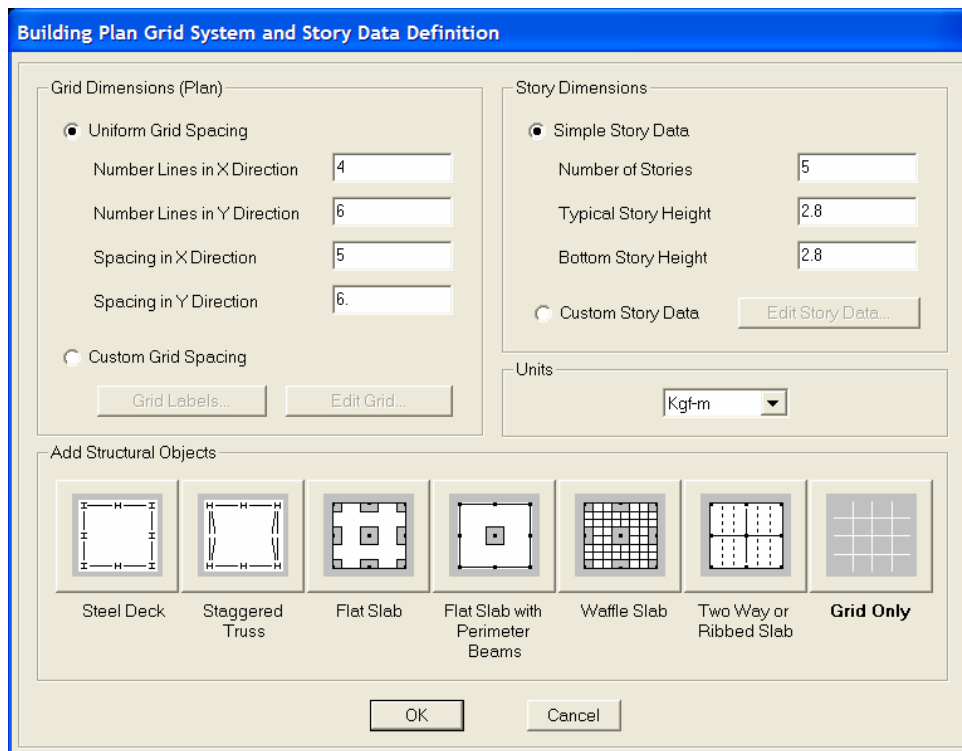 Building Plan Grid System and Story Data Definition
Grid Dimensions (Plan)
Uniform Grid Spacing
Number Lines in X Direction 4
Number Lines in Y Direction 6
Spacing in X Direction 5
Spacing in Y Direction 6.
Custom Grid Spacing
Grid Labels... Edit Grid...
Story Dimensions
Simple Story Data
Number of Stories 5
Typical Story Height 2.8
Bottom Story Height 2.8
Custom Story Data Edit Story Data...
Units
Kgf-m
Add Structural Objects
Steel Deck
Staggered
Truss
Flat Slab
Flat Slab with
Perimeter
Beams
Waffle Slab
Two Way or
Ribbed Slab
Grid Only
OK Cancel